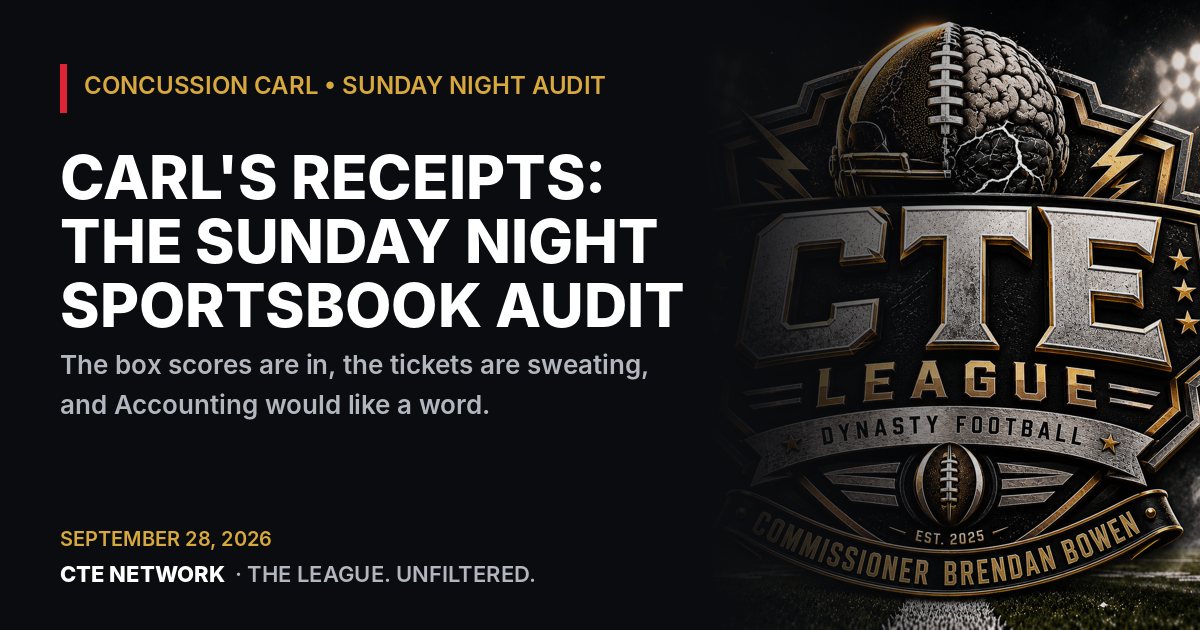 CONCUSSION CARL • SUNDAY NIGHT AUDIT
CARL'S RECEIPTS:
THE SUNDAY NIGHT
SPORTSBOOK AUDIT
The box scores are in, the tickets are sweating,
and Accounting would like a word.
SEPTEMBER 28, 2026
CTE NETWORK · THE LEAGUE. UNFILTERED.
CTE
LEAGUE
DYNASTY FOOTBALL
EST. 2025
COMMISSIONER BRENDAN BOWEN